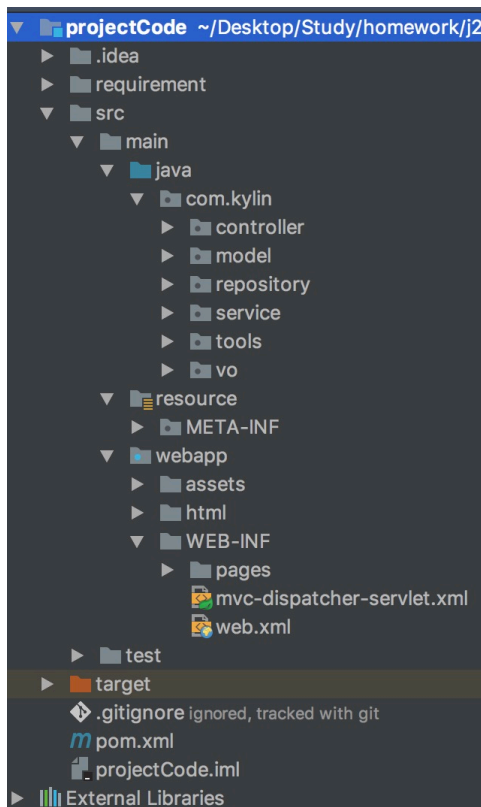 projectCode ~/Desktop/Study/homework/j2
.idea
requirement
src
main
java
com.kylin
controller
model
repository
service
tools
vo
resource
META-INF
webapp
assets
html
WEB-INF
pages
mvc-dispatcher-servlet.xml
web.xml
test
target
.gitignore ignored, tracked with git
m pom.xml
projectCode.iml
External Libraries